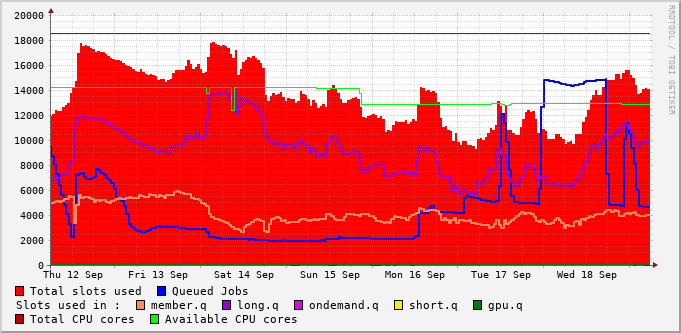 20000
18000
16000
14000
12000
10000
8000
6000
4000
2000
0
Thu 12 Sep Fri 13 Sep Sat 14 Sep Sun 15 Sep Mon 16 Sep Tue 17 Sep Wed 18 Sep
Total slots used Queued Jobs
Slots used in : member.q long.q ondemand.q short.q gpu.q
Total CPU cores Available CPU cores
RRDTOOL / TOBI OETIKER